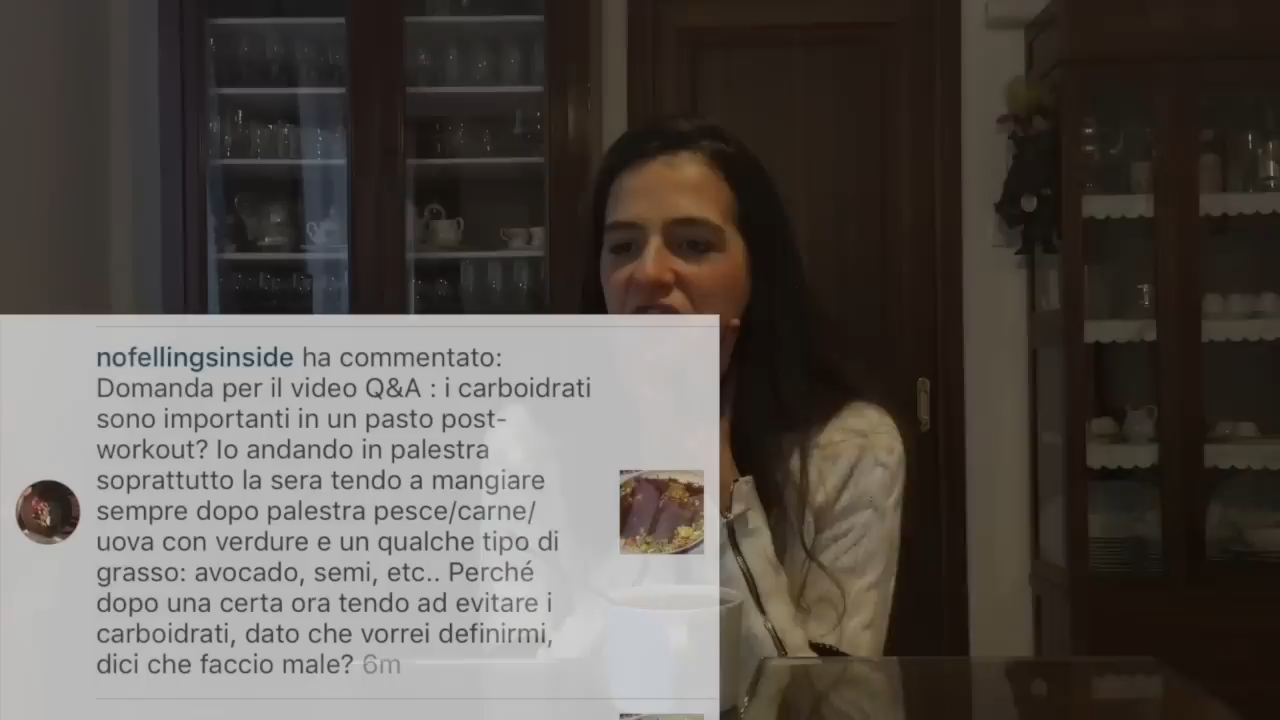 nofellingsinside ha commentato:
Domanda per il video Q&A : i carboidrati
sono importanti in un pasto post-
workout? Io andando in palestra
soprattutto la sera tendo a mangiare
sempre dopo palestra pesce/carne/
uova con verdure e un qualche tipo di
grasso: avocado, semi, etc.. Perché
dopo una certa ora tendo ad evitare i
carboidrati, dato che vorrei definirmi,
dici che faccio male? 6m